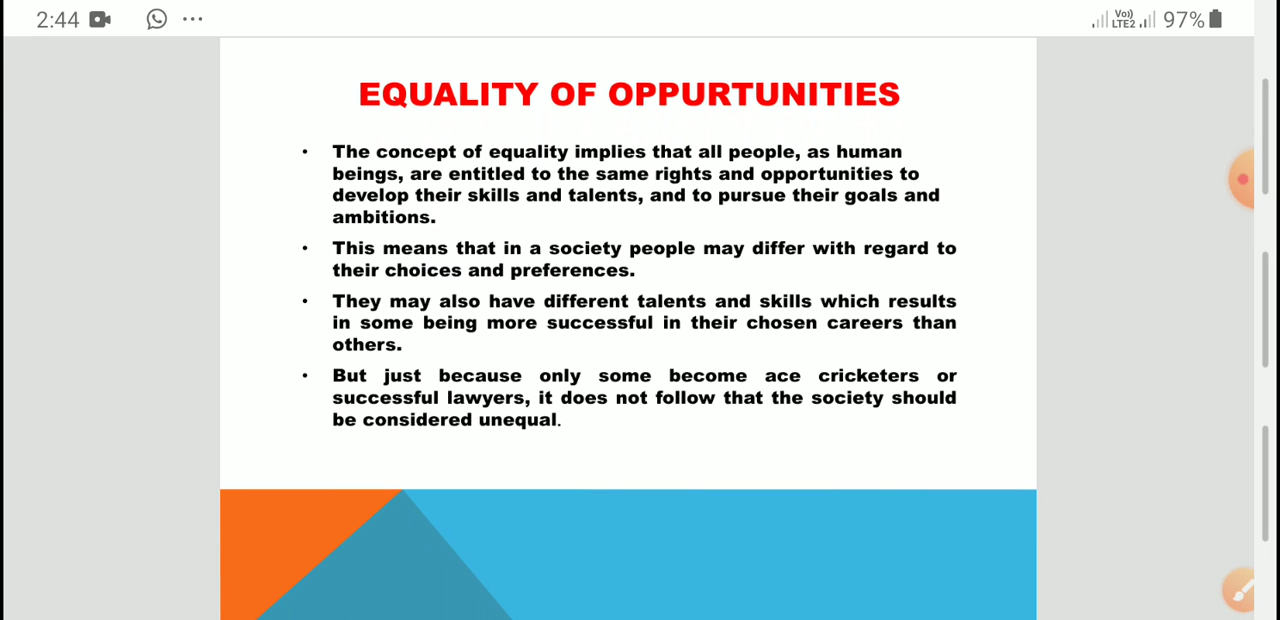 2:44
Vo))
LTE2
97%
EQUALITY OF OPPURTUNITIES
• The concept of equality implies that all people, as human
beings, are entitled to the same rights and opportunities to
develop their skills and talents, and to pursue their goals and
ambitions.
• This means that in a society people may differ with regard to
their choices and preferences.
• They may also have different talents and skills which results
in some being more successful in their chosen careers than
others.
• But just because only some become ace cricketers or
successful lawyers, it does not follow that the society should
be considered unequal.